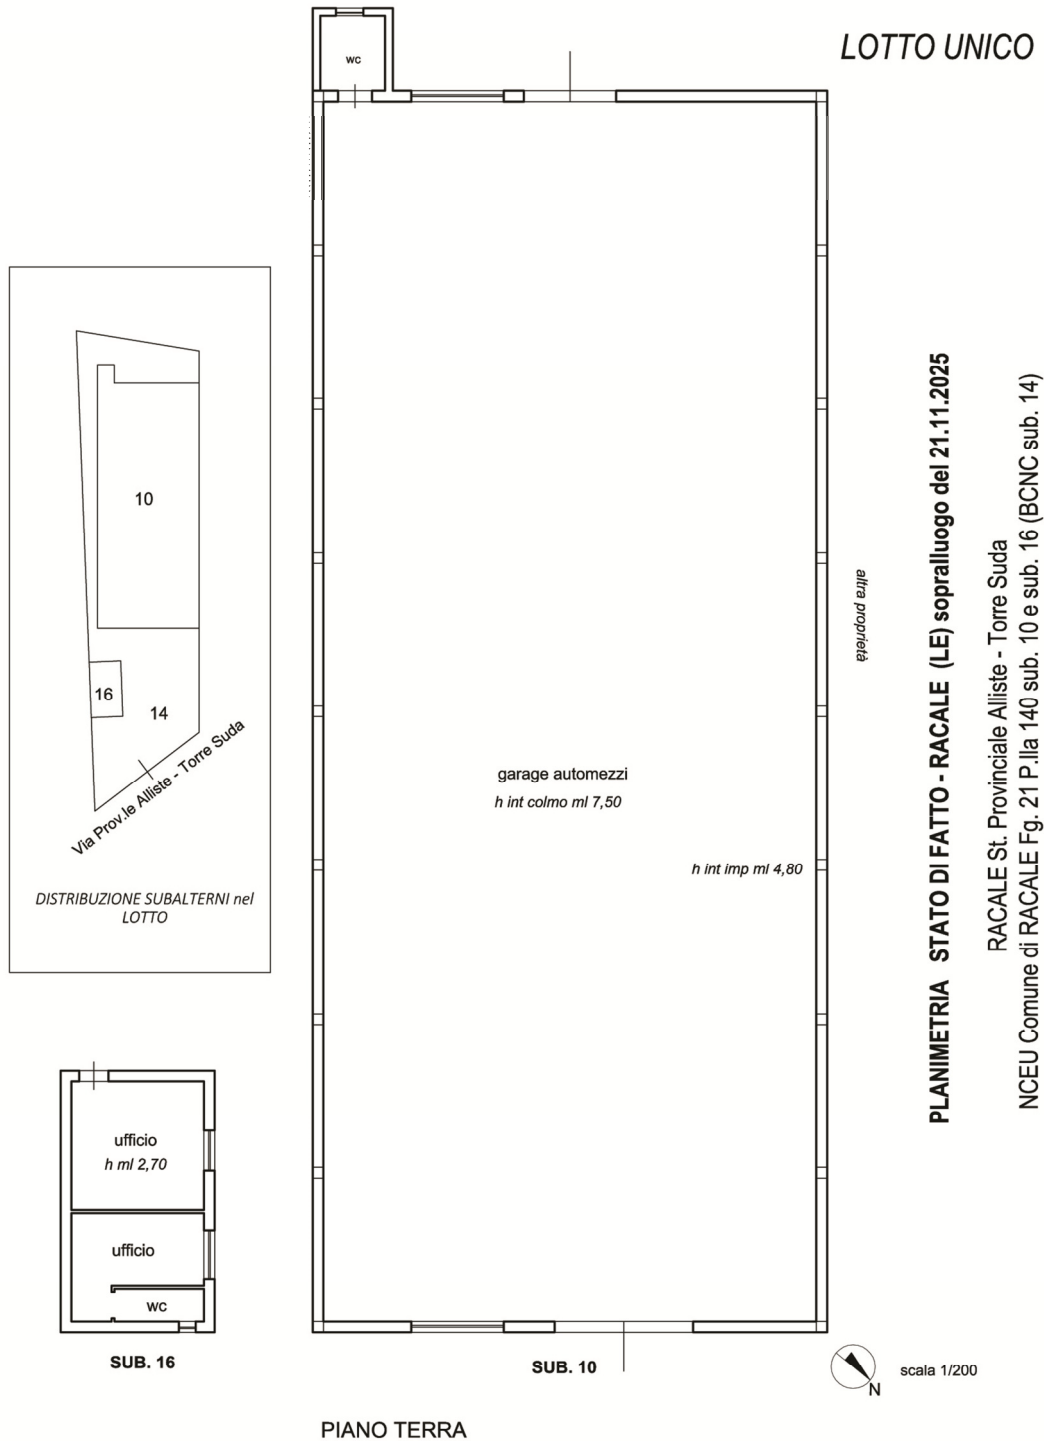 LOTTO UNICO
wc
10
16
14
Via Prov.le Alliste - Torre Suda
DISTRIBUZIONE SUBALTERNI nel
LOTTO
garage automezzi
h int colmo ml 7,50
h int imp ml 4,80
altra proprietà
PLANIMETRIA STATO DI FATTO - RACALE (LE) sopralluogo del 21.11.2025
RACALE St. Provinciale Alliste - Torre Suda
NCEU Comune di RACALE Fg. 21 P.lla 140 sub. 10 e sub. 16 (BCNC sub. 14)
ufficio
h ml 2,70
ufficio
wc
SUB. 16
SUB. 10
N
scala 1/200
PIANO TERRA